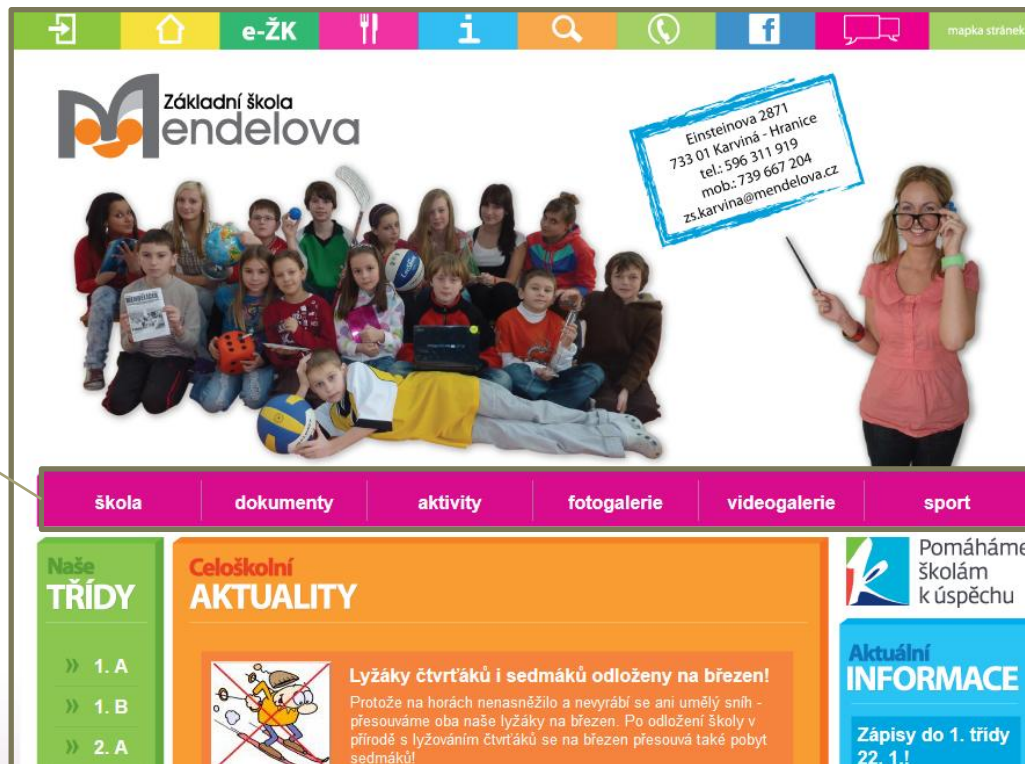 e-ŽK
mapka stránek
Základní škola
Mendelova
Einsteinova 2871
733 01 Karviná - Hranice
tel.: 596 311 919
mob.: 739 667 204
zs.karvina@mendelova.cz
škola
dokumenty
aktivity
fotogalerie
videogalerie
sport
Naše
TŘÍDY
1. A
1. B
2. A
Celoškolní
AKTUALITY
Lyžáky čtvrťáků i sedmáků odloženy na březen!
Protože na horách nenasněžilo a nevyrábí se ani umělý sníh -
přesouváme oba naše lyžáky na březen. Po odložení školy v
přírodě s lyžováním čtvrťáků se na březen přesouvá také pobyt
sedmáků!
Pomáháme
školám
k úspěchu
Aktuální
INFORMACE
Zápisy do 1. třídy
22. 1.!